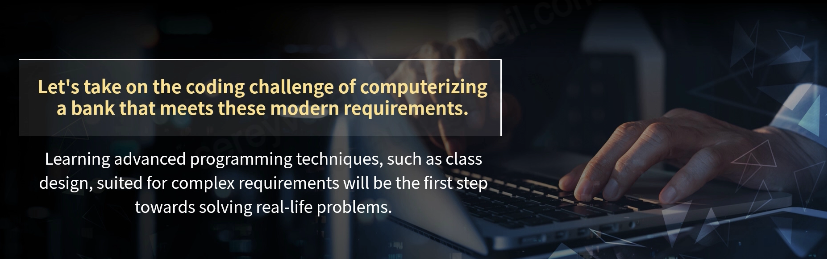 Let's take on the coding challenge of computerizing
a bank that meets these modern requirements.
Learning advanced programming techniques, such as class
design, suited for complex requirements will be the first step
towards solving real-life problems.